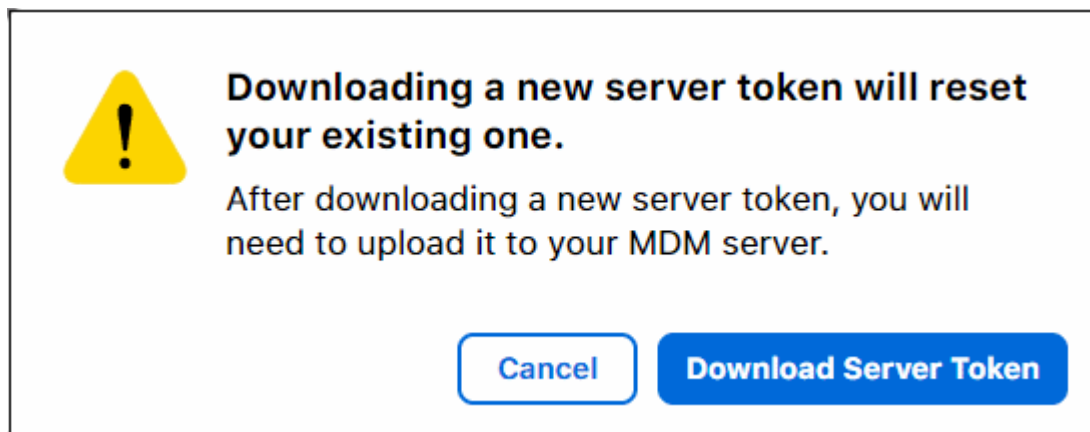 Downloading a new server token will reset
your existing one.
After downloading a new server token, you will
need to upload it to your MDM server.
Cancel
Download Server Token